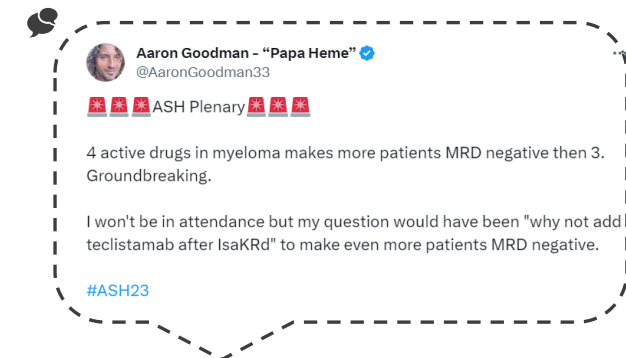 Aaron Goodman - “Papa Heme”
@AaronGoodman33
🚨🚨🚨ASH Plenary🚨🚨🚨
4 active drugs in myeloma makes more patients MRD negative then 3.
Groundbreaking.
I won't be in attendance but my question would have been "why not add
teclistamab after IsaKRd" to make even more patients MRD negative.
#ASH23